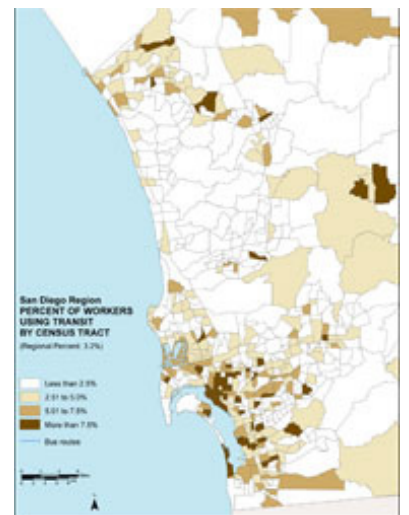 San Diego Region
PERCENT OF WORKERS
USING TRANSIT
BY CENSUS TRACT
(Regional Percent: 3.2%)
Less than 2.5%
2.51 to 5.0%
5.01 to 7.5%
More than 7.5%
Bus routes